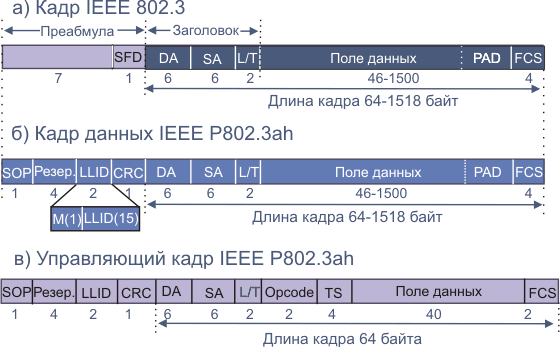 а) Кадр IEEE 802.3
Преамбула Заголовок
SFD DA SA L/T Поле данных PAD FCS
7 1 6 6 2 46-1500 4
Длина кадра 64-1518 байт
б) Кадр данных IEEE P802.3ah
SOP Резер. LLID CRC DA SA L/T Поле данных PAD FCS
1 4 2 1 6 6 2 46-1500 4
M(1) LLID(15)
Длина кадра 64-1518 байт
в) Управляющий кадр IEEE P802.3ah
SOP Резер. LLID CRC DA SA L/T Opcode TS Поле данных FCS
1 4 2 1 6 6 2 2 4 40 2
Длина кадра 64 байта